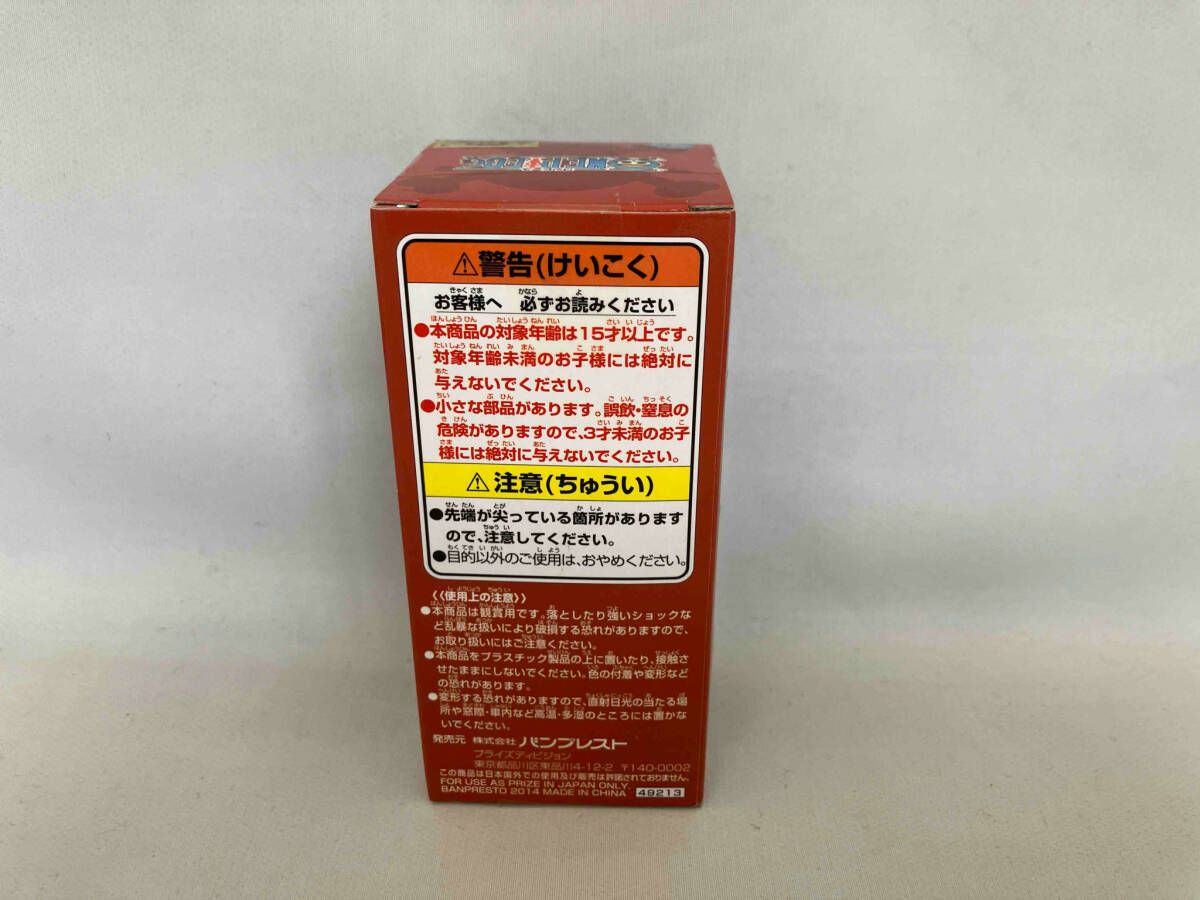 ⚠警告(けいこく)
お客様へ 必ずお読みください
●本商品の対象年齢は15才以上です。
対象年齢未満のお子様には絶対に
与えないでください。
●小さな部品があります。誤飲・窒息の
危険がありますので、3才未満のお子
様には絶対に与えないでください。
⚠注意(ちゅうい)
●先端が尖っている箇所があります
ので、注意してください。
●目的以外のご使用は、おやめください。
《使用上の注意》
●本商品は観賞用です。落としたり強いショックな
ど乱暴な扱いにより破損する恐れがありますので、
お取り扱いにはご注意ください。
●本商品をプラスチック製品の上に置いたり、接触さ
せたままにしないでください。色の付着や変形など
の恐れがあります。
●変形する恐れがありますので、直射日光の当たる場
所や窓際・車内など高温・多湿のところには置かな
いでください。
発売元 株式会社 バンプレスト
プライズディビジョン
東京都品川区東品川4-12-2 〒140-0002
この商品は日本国外での使用及び販売は許諾されておりません。
FOR USE AS PRIZE IN JAPAN ONLY.
BANPRESTO 2014 MADE IN CHINA 49213